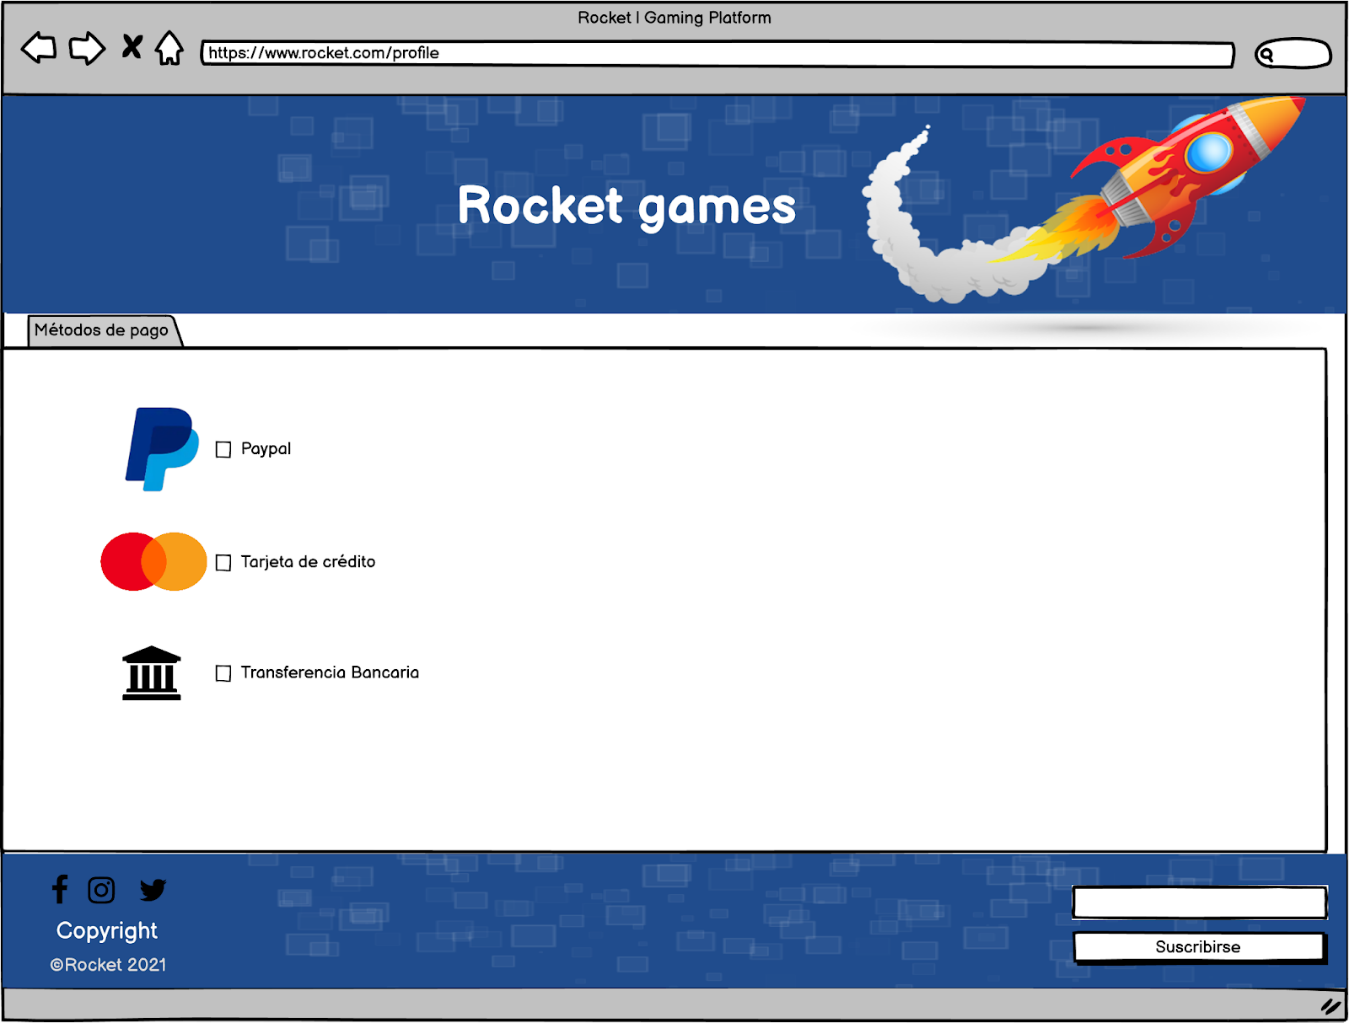 Rocket | Gaming Platform
https://www.rocket.com/profile
Rocket games
Métodos de pago
Paypal
Tarjeta de crédito
Transferencia Bancaria
Copyright
©Rocket 2021
Suscribirse